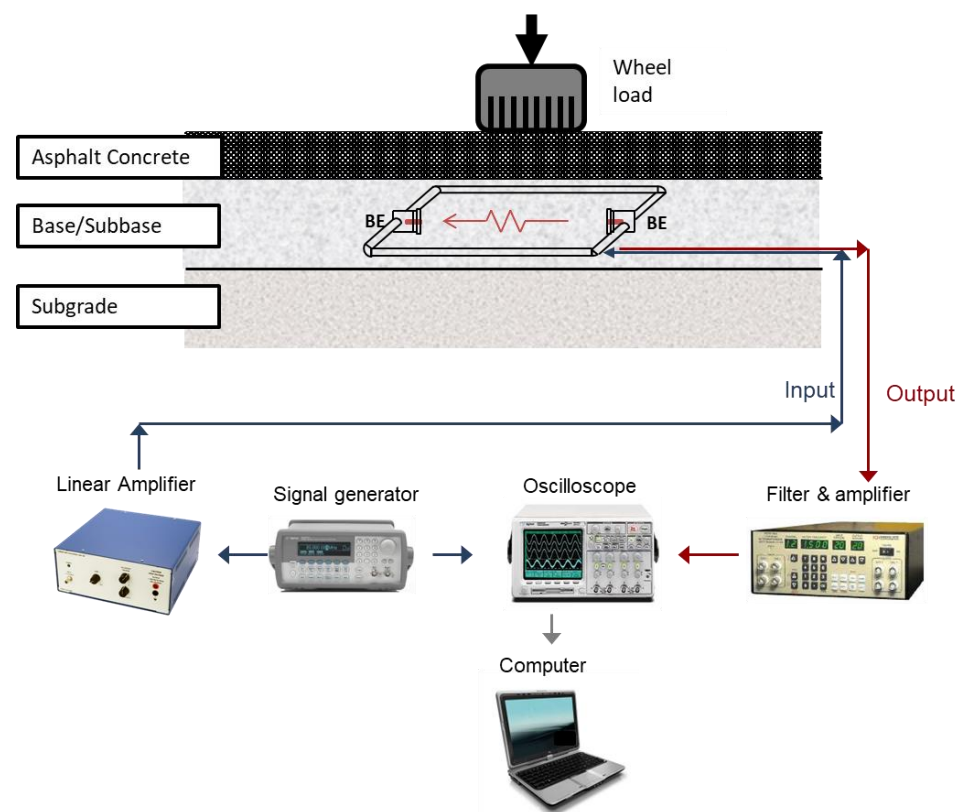 Wheel
load
Asphalt Concrete
Base/Subbase
BE
BE
Subgrade
Input
Output
Linear Amplifier
Signal generator
Oscilloscope
Filter & amplifier
Computer